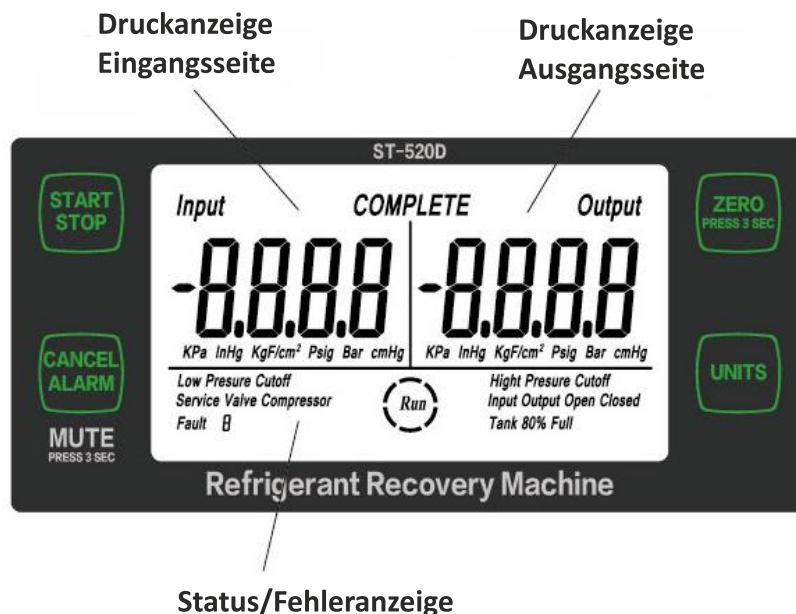 Druckanzeige
Eingangsseite
Druckanzeige
Ausgangsseite
ST-520D
START
STOP
Input
COMPLETE
Output
ZERO
PRESS 3 SEC
-8.8.8.8
-8.8.8.8
KPa InHg KgF/cm² Psig Bar cmHg
KPa InHg KgF/cm² Psig Bar cmHg
CANCEL
ALARM
MUTE
PRESS 3 SEC
Low Presure Cutoff
Service Valve Compressor
Fault 8
Run
Hight Presure Cutoff
Input Output Open Closed
Tank 80% Full
UNITS
Refrigerant Recovery Machine
Status/Fehleranzeige